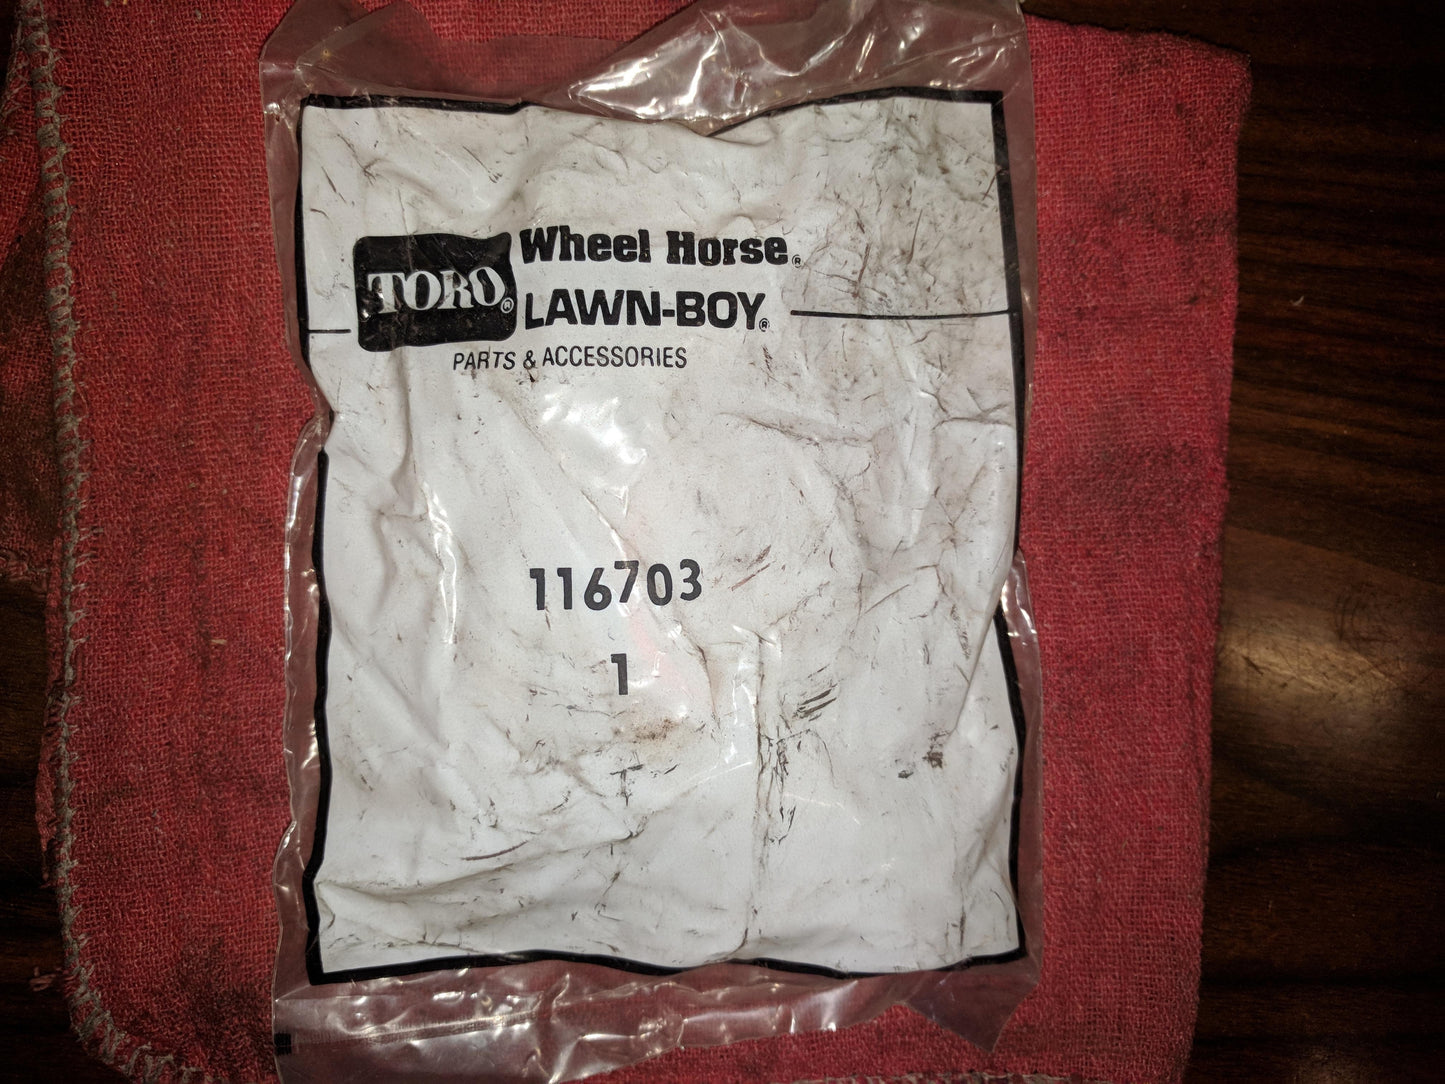 TORO®
Wheel Horse®
LAWN-BOY®
PARTS & ACCESSORIES
116703
1